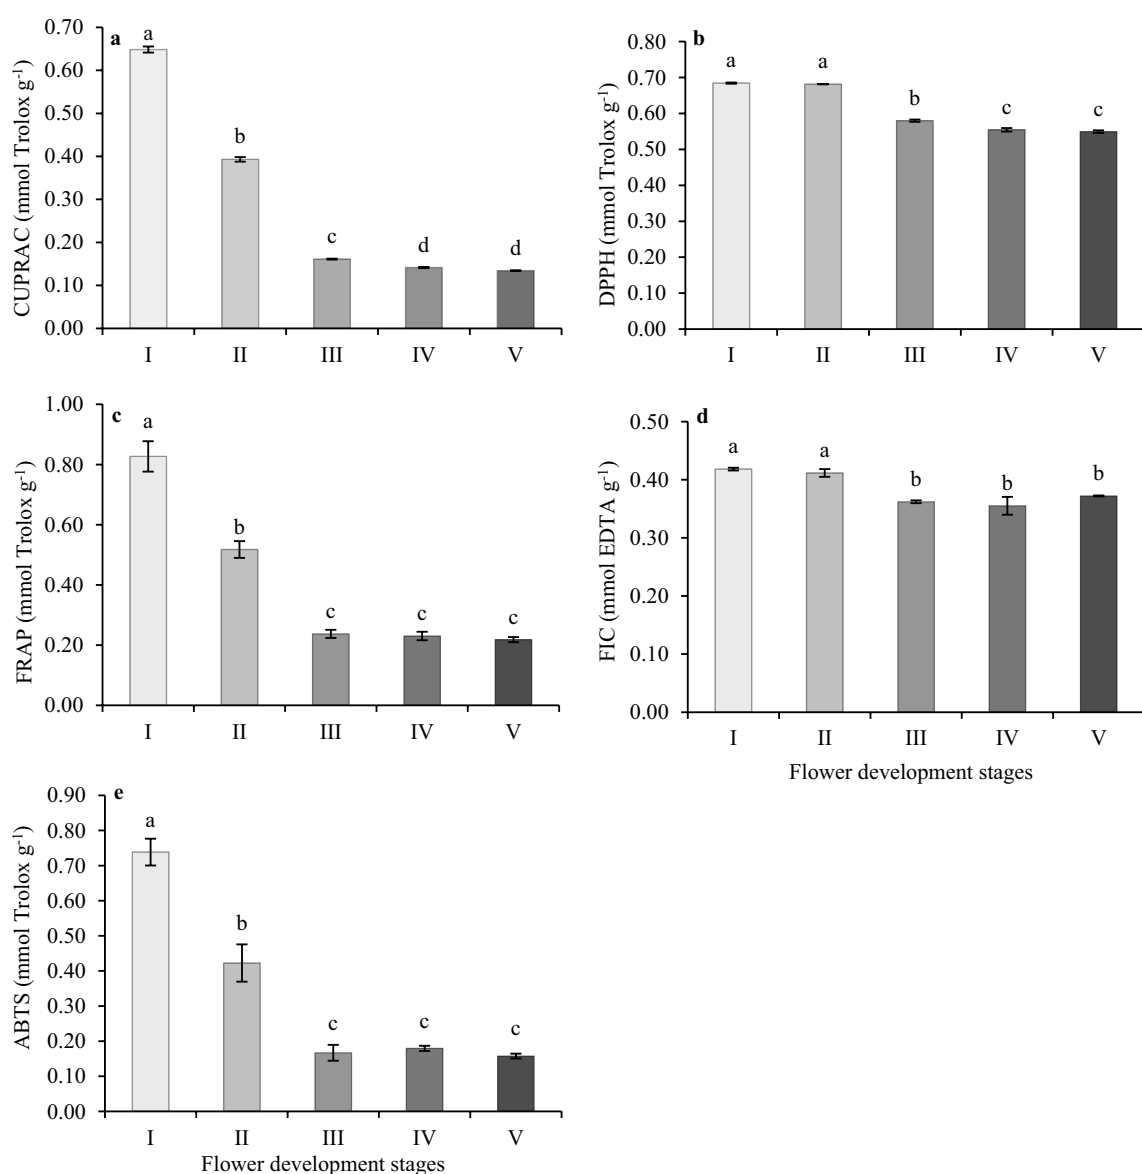 a
CUPRAC (mmol Trolox g-1)
0.70
0.60
0.50
0.40
0.30
0.20
0.10
0.00
a
b
c
d
d
I II III IV V
b
DPPH (mmol Trolox g-1)
0.80
0.70
0.60
0.50
0.40
0.30
0.20
0.10
0.00
a
a
b
c
c
I II III IV V
c
FRAP (mmol Trolox g-1)
1.00
0.80
0.60
0.40
0.20
0.00
a
b
c
c
c
I II III IV V
d
FIC (mmol EDTA g-1)
0.50
0.40
0.30
0.20
0.10
0.00
a
a
b
b
b
I II III IV V
Flower development stages
e
ABTS (mmol Trolox g-1)
0.90
0.80
0.70
0.60
0.50
0.40
0.30
0.20
0.10
0.00
a
b
c
c
c
I II III IV V
Flower development stages